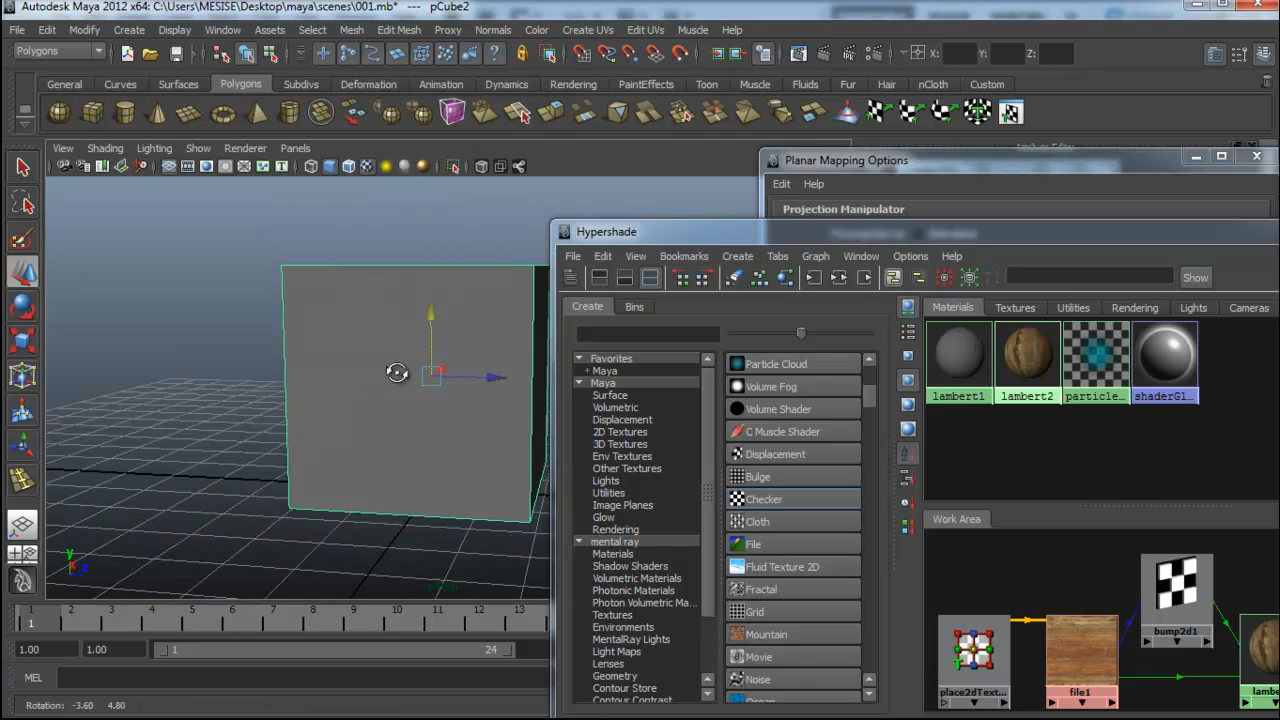 Autodesk Maya 2012 x64: C:\Users\MESISE\Desktop\maya\scenes\001.mb* --- pCube2
File Edit Modify Create Display Window Assets Select Mesh Edit Mesh Proxy Normals Color Create UVs Edit UVs Muscle Help
Polygons X: Y: Z:
General Curves Surfaces Polygons Subdivs Deformation Animation Dynamics Rendering PaintEffects Toon Muscle Fluids Fur Hair nCloth Custom
View Shading Lighting Show Renderer Panels
Planar Mapping Options
Edit Help
Projection Manipulator
Hypershade
File Edit View Bookmarks Create Tabs Graph Window Options Help
Show
Create Bins
Materials Textures Utilities Rendering Lights Cameras
Favorites
+ Maya
Maya
Surface
Volumetric
Displacement
2D Textures
3D Textures
Env Textures
Other Textures
Lights
Utilities
Image Planes
Glow
Rendering
mental ray
Materials
Shadow Shaders
Volumetric Materials
Photonic Materials
Photon Volumetric Ma...
Textures
Environments
MentalRay Lights
Light Maps
Lenses
Geometry
Contour Store
Contour Contrast
Particle Cloud
Volume Fog
Volume Shader
C Muscle Shader
Displacement
Bulge
Checker
Cloth
File
Fluid Texture 2D
Fractal
Grid
Mountain
Movie
Noise
Ocean
lambert1 lambert2 particle... shaderGl...
Work Area
bump2d1
place2dText... file1 lambe
y
z
1 2 3 4 5 6 7 8 9 10 11 12 13
1
1.00 1.00 1 24
MEL
Rotation: -3.60 4.80